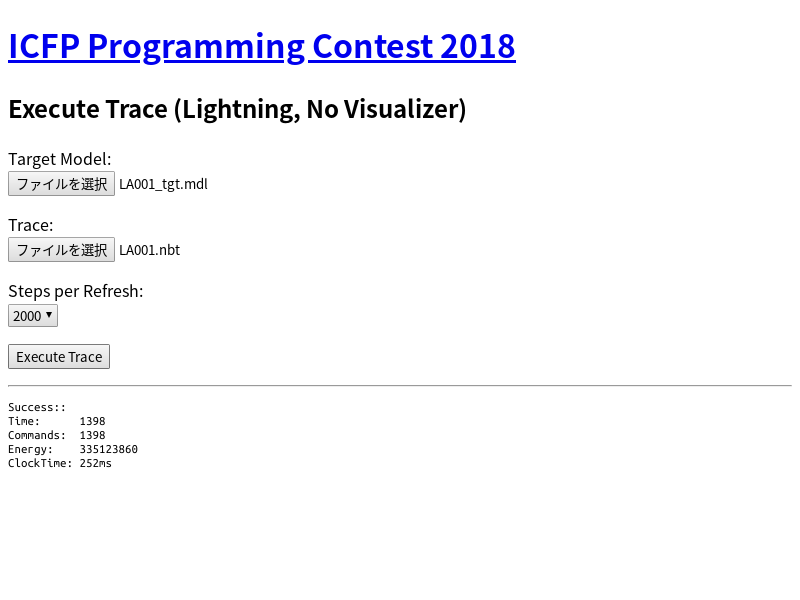 ICFP Programming Contest 2018
Execute Trace (Lightning, No Visualizer)
Target Model:
ファイルを選択 LA001_tgt.mdl
Trace:
ファイルを選択 LA001.nbt
Steps per Refresh:
2000
Execute Trace
Success::
Time: 1398
Commands: 1398
Energy: 335123860
ClockTime: 252ms